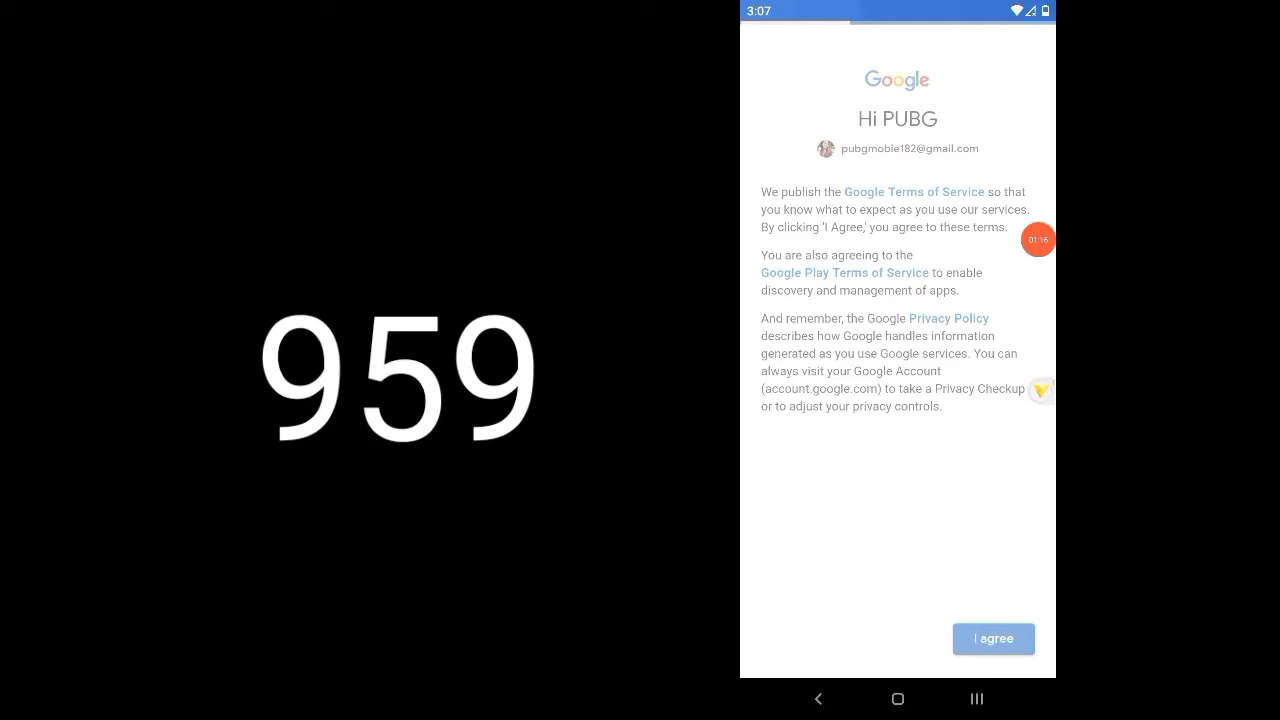 959
3:07
Google
Hi PUBG
pubgmobie182@gmail.com
We publish the Google Terms of Service so that
you know what to expect as you use our services.
By clicking 'I Agree,' you agree to these terms.
01:16
You are also agreeing to the
Google Play Terms of Service to enable
discovery and management of apps.
And remember, the Google Privacy Policy
describes how Google handles information
generated as you use Google services. You can
always visit your Google Account
(account.google.com) to take a Privacy Checkup
or to adjust your privacy controls.
I agree